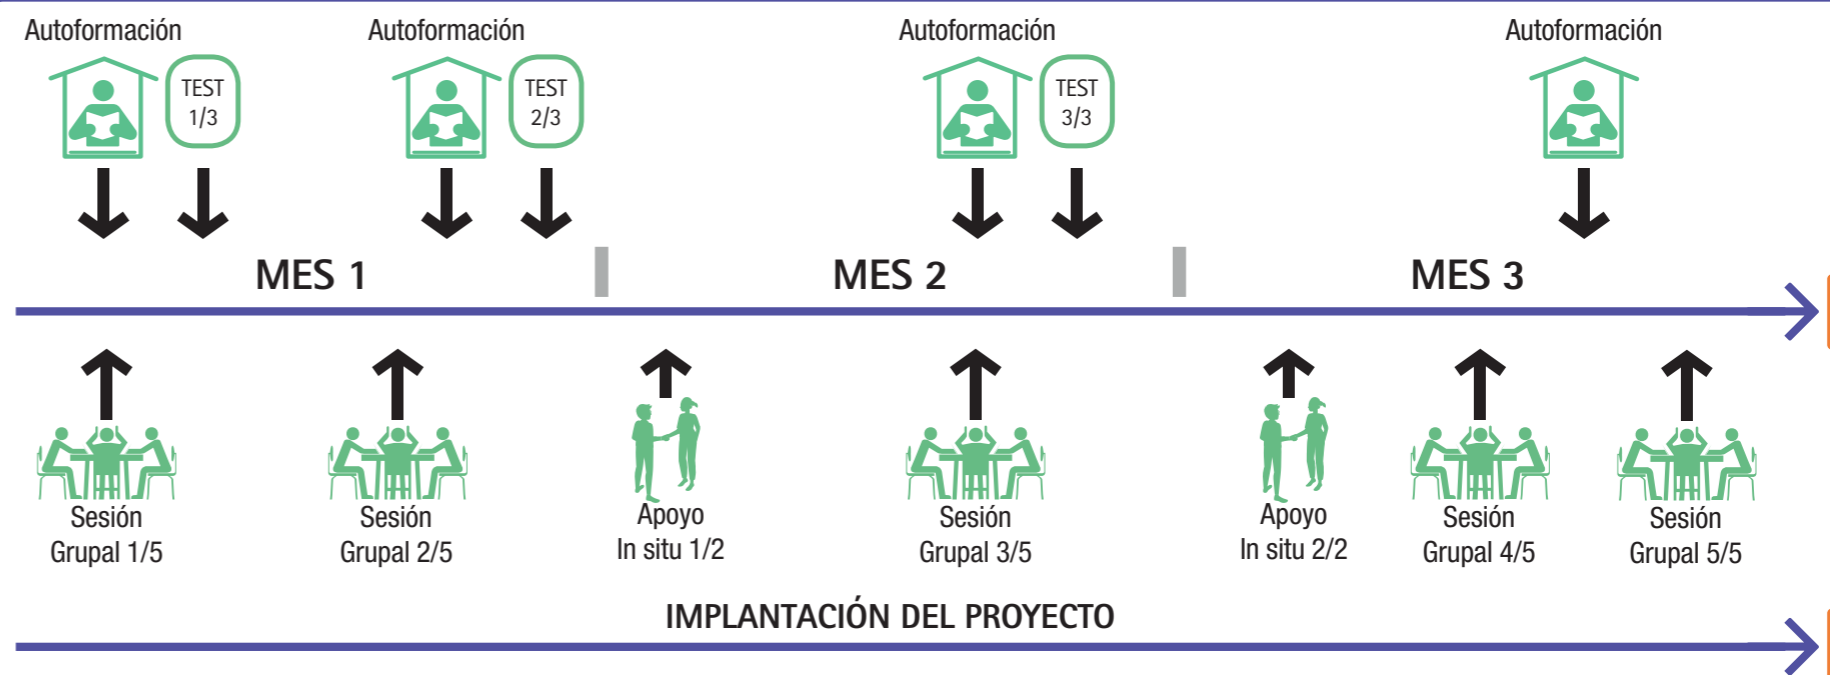 Autoformación
Autoformación
Autoformación
Autoformación
TEST
1/3
TEST
2/3
TEST
3/3
MES 1
MES 2
MES 3
Sesión
Grupal 1/5
Sesión
Grupal 2/5
Apoyo
In situ 1/2
Sesión
Grupal 3/5
Apoyo
In situ 2/2
Sesión
Grupal 4/5
Sesión
Grupal 5/5
IMPLANTACIÓN DEL PROYECTO